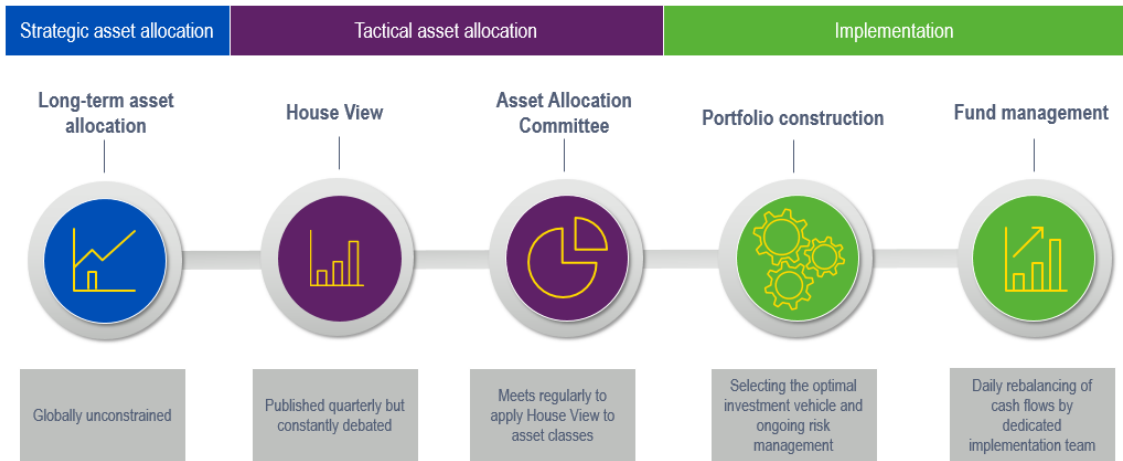 Strategic asset allocation
Tactical asset allocation
Implementation
Long-term asset
allocation
House View
Asset Allocation
Committee
Portfolio construction
Fund management
Globally unconstrained
Published quarterly but
constantly debated
Meets regularly to
apply House View to
asset classes
Selecting the optimal
investment vehicle and
ongoing risk
management
Daily rebalancing of
cash flows by
dedicated
implementation team